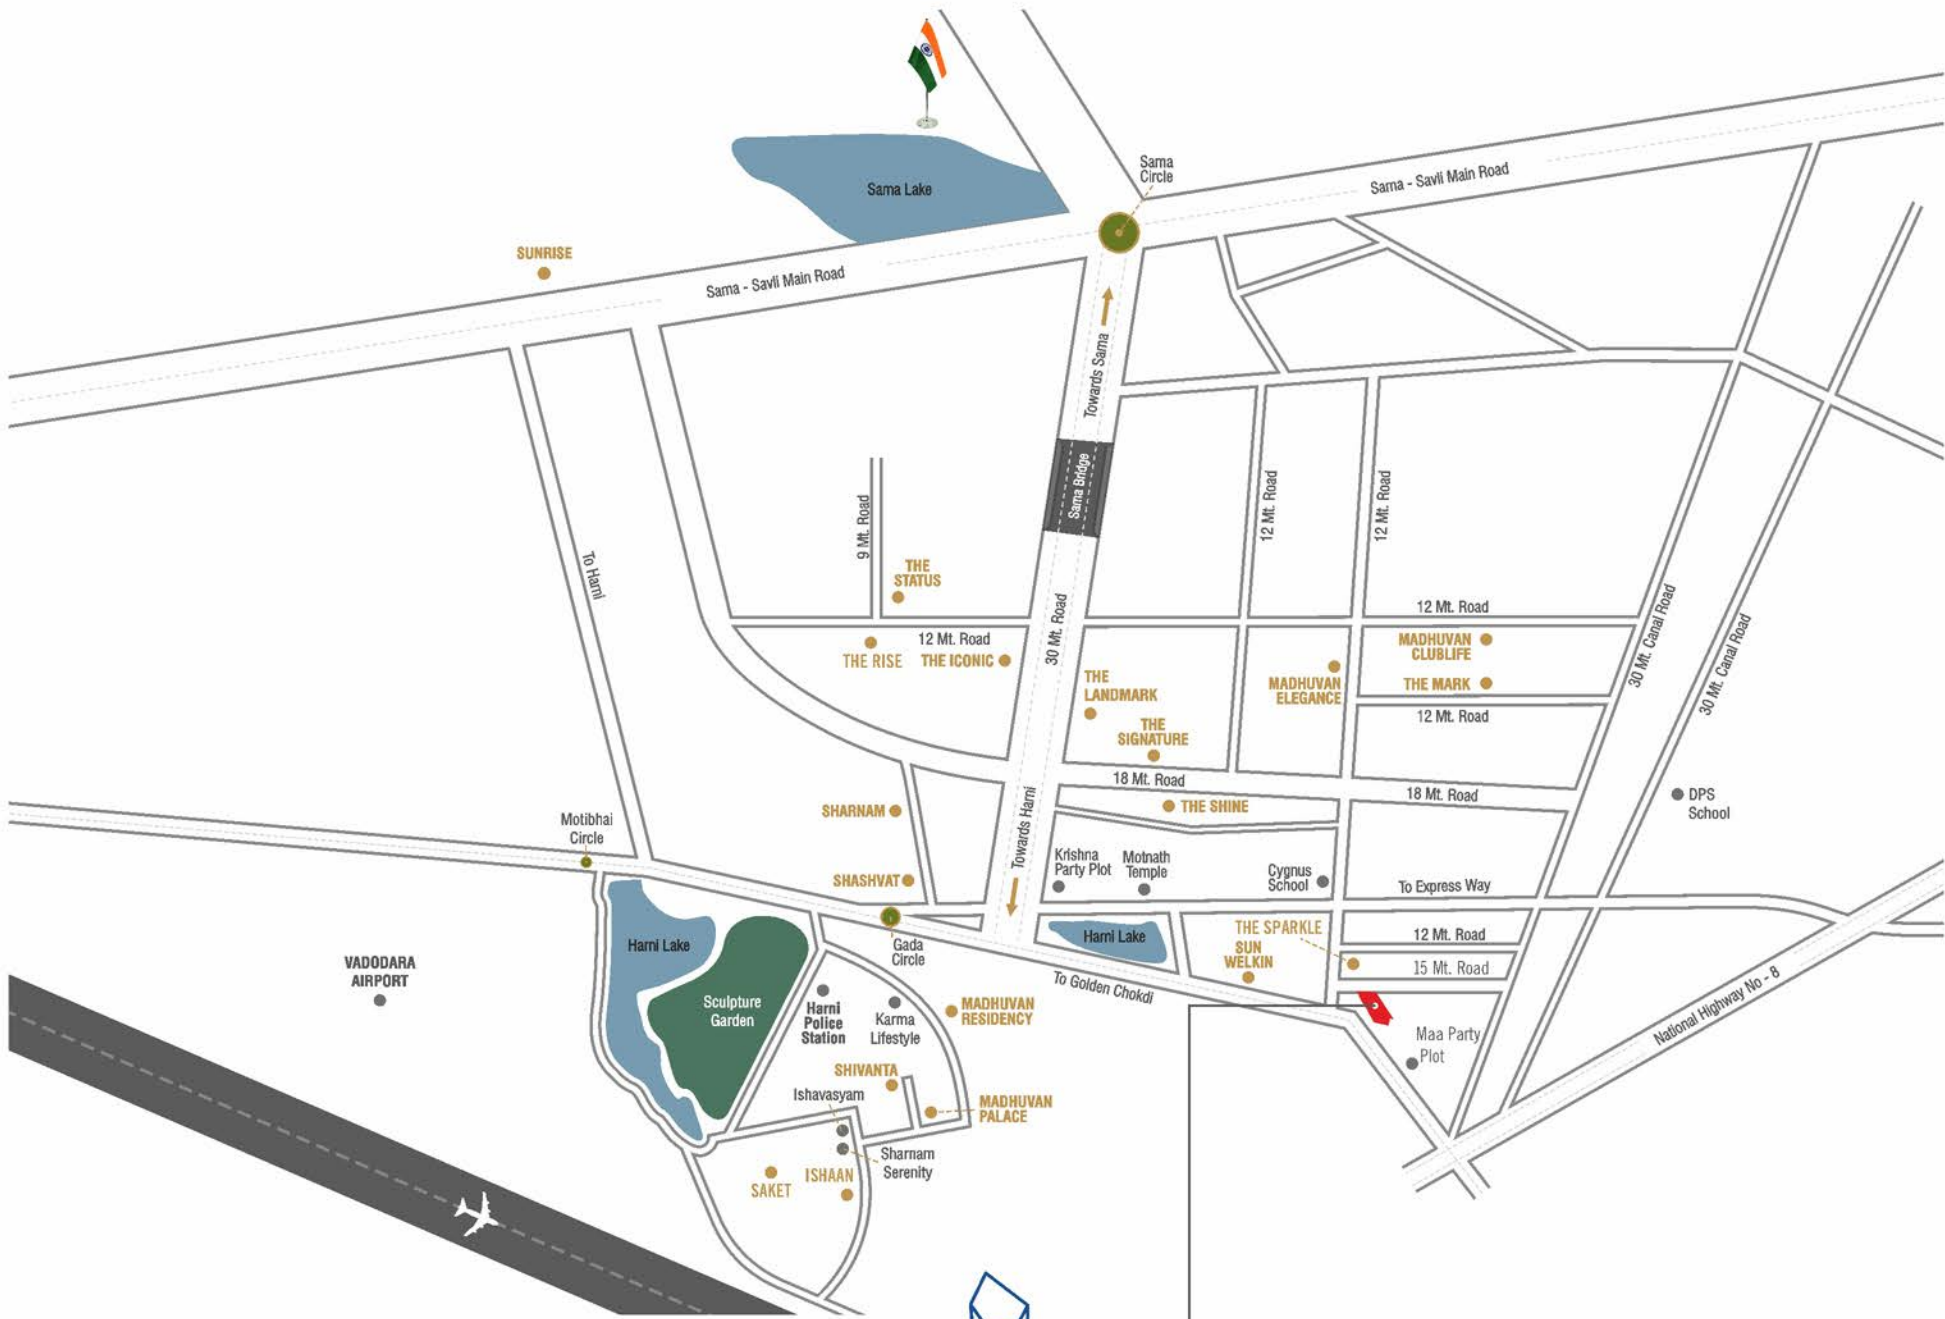 Sama
Circle
Sama - Savli Main Road
Sama Lake
SUNRISE
Sama - Savli Main Road
Towards Sama
Sama Bridge
9 Mt. Road
12 Mt. Road
12 Mt. Road
To Harni
THE
STATUS
12 Mt. Road
THE RISE
THE ICONIC
30 Mt. Road
12 Mt. Road
MADHUVAN
CLUBLIFE
THE MARK
12 Mt. Road
MADHUVAN
ELEGANCE
THE
LANDMARK
THE
SIGNATURE
30 Mt. Canal Road
30 Mt. Canal Road
18 Mt. Road
18 Mt. Road
THE SHINE
DPS
School
SHARNAM
Towards Harni
Motibhai
Circle
Krishna
Party Plot
Motnath
Temple
Cygnus
School
To Express Way
SHASHVAT
Gada
Circle
Harni Lake
Harni Lake
THE SPARKLE
SUN
WELKIN
12 Mt. Road
15 Mt. Road
To Golden Chokdi
VADODARA
AIRPORT
Sculpture
Garden
Harni
Police
Station
Karma
Lifestyle
MADHUVAN
RESIDENCY
Maa Party
Plot
National Highway No - 8
SHIVANTA
Ishavasyam
MADHUVAN
PALACE
Sharnam
Serenity
SAKET
ISHAAN